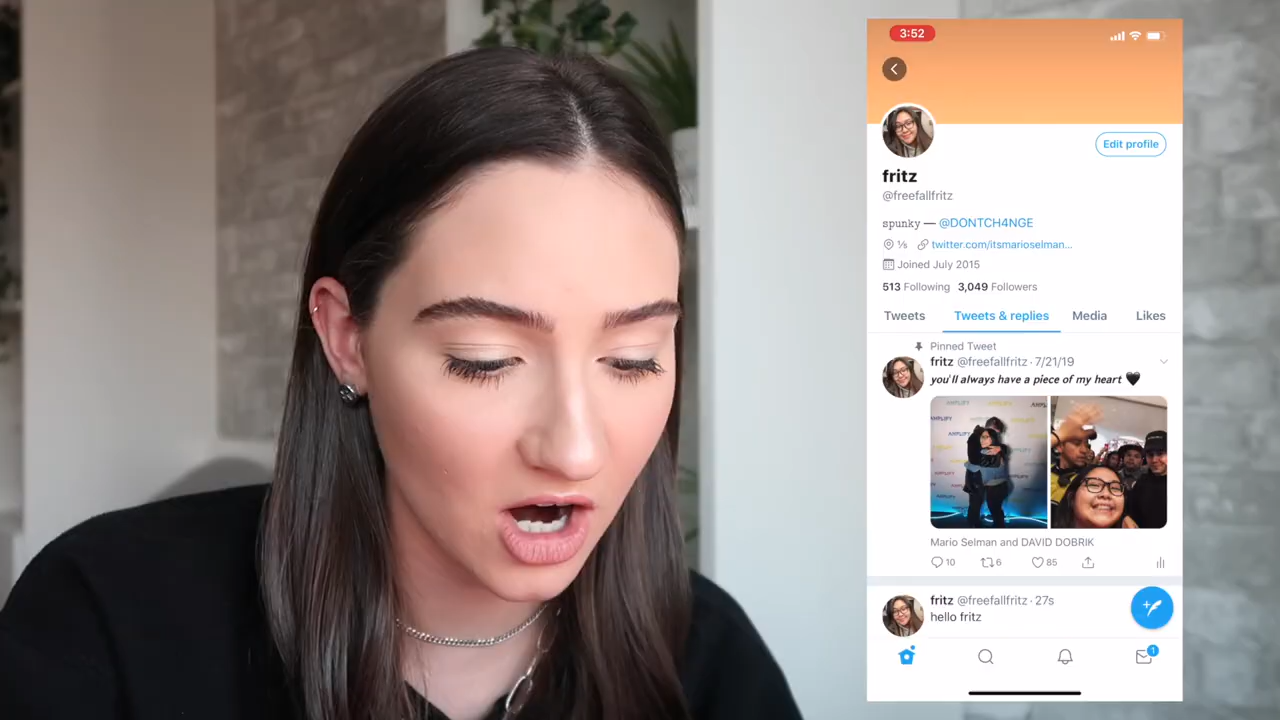 3:52
Edit profile
fritz
@freefallfritz
spunky — @DONTCH4NGE
⅕ twitter.com/itsmarioselman...
Joined July 2015
513 Following 3,049 Followers
Tweets Tweets & replies Media Likes
Pinned Tweet
fritz @freefallfritz · 7/21/19
you'll always have a piece of my heart 🖤
AMPLIFY
Mario Selman and DAVID DOBRIK
10 6 85
fritz @freefallfritz · 27s
hello fritz
1